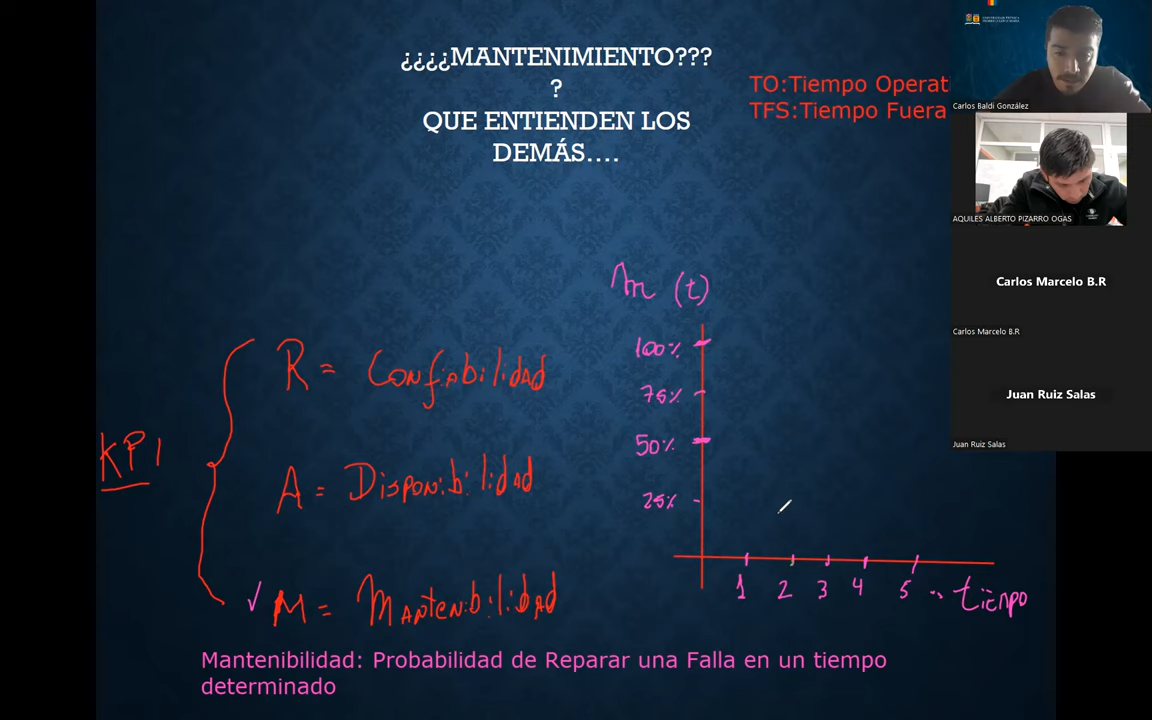 ¿¿¿¿MANTENIMIENTO???
?
QUE ENTIENDEN LOS
DEMÁS....
TO:Tiempo Operat
TFS:Tiempo Fuera
Carlos Baldi González
AQUILES ALBERTO PIZARRO OGAS
Carlos Marcelo B.R
Carlos Marcelo B.R
Juan Ruiz Salas
Juan Ruiz Salas
KPI
R = Confiabilidad
A = Disponibilidad
✓ M = Mantenibilidad
m (t)
100%
75%
50%
25%
1 2 3 4 5 .. tiempo
Mantenibilidad: Probabilidad de Reparar una Falla en un tiempo
determinado